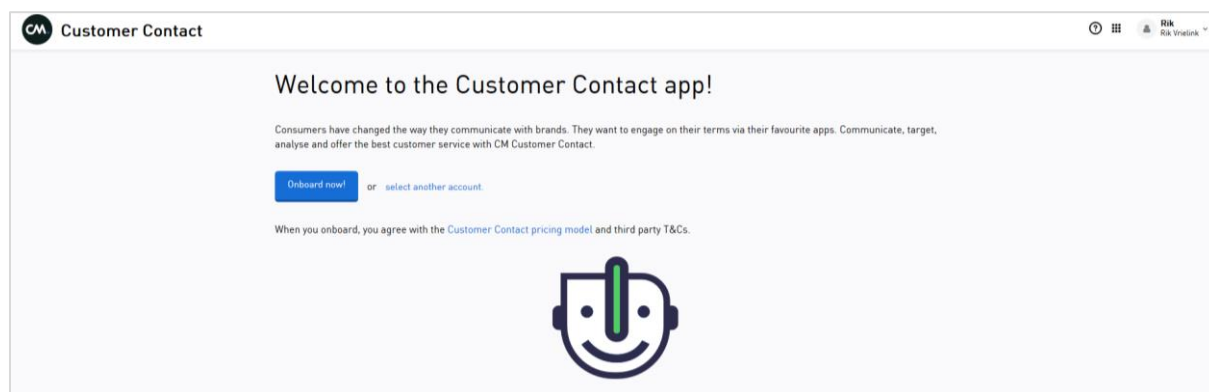 CM Customer Contact
Rik
Rik Vrielink
Welcome to the Customer Contact app!
Consumers have changed the way they communicate with brands. They want to engage on their terms via their favourite apps. Communicate, target,
analyse and offer the best customer service with CM Customer Contact.
Onboard now! or select another account.
When you onboard, you agree with the Customer Contact pricing model and third party T&Cs.